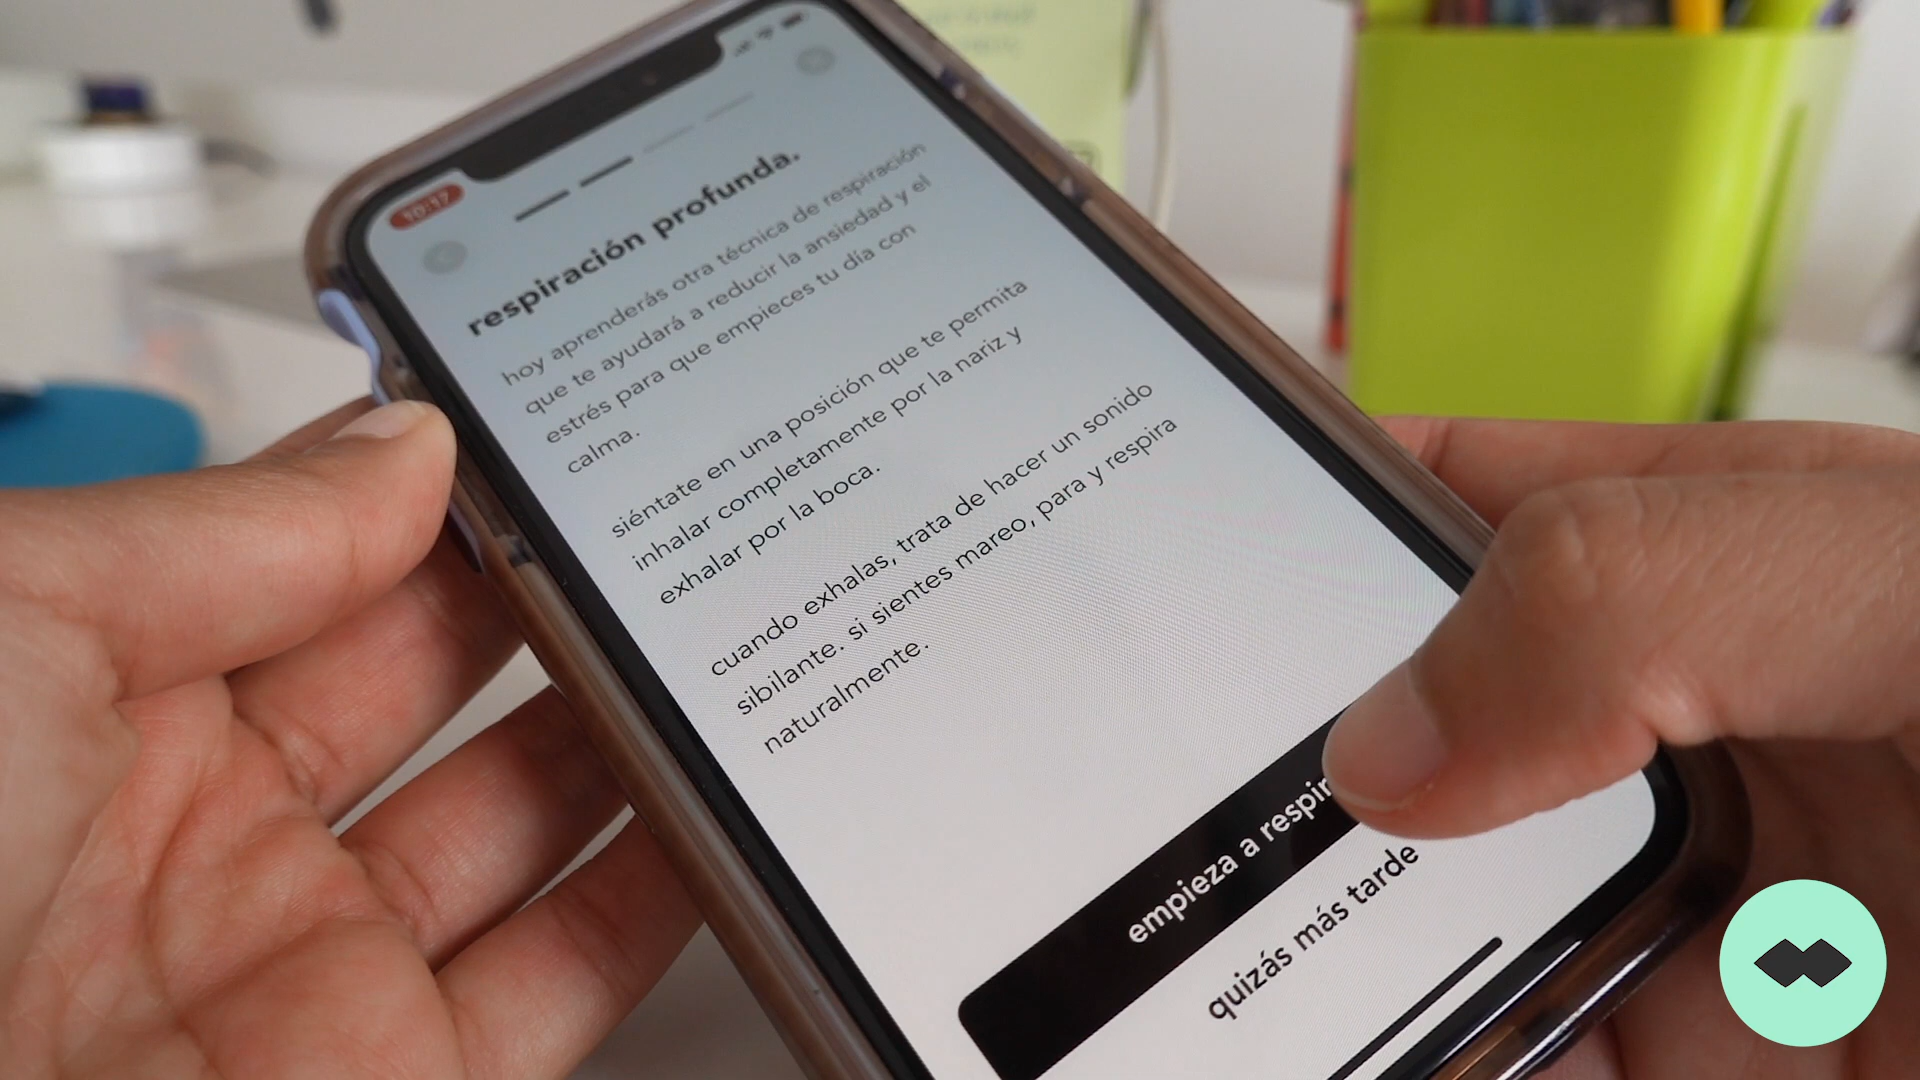 10:17
respiración profunda.
hoy aprenderás otra técnica de respiración
que te ayudará a reducir la ansiedad y el
estrés para que empieces tu día con
calma.
siéntate en una posición que te permita
inhalar completamente por la nariz y
exhalar por la boca.
cuando exhalas, trata de hacer un sonido
sibilante. si sientes mareo, para y respira
naturalmente.
empieza a respir
quizás más tarde